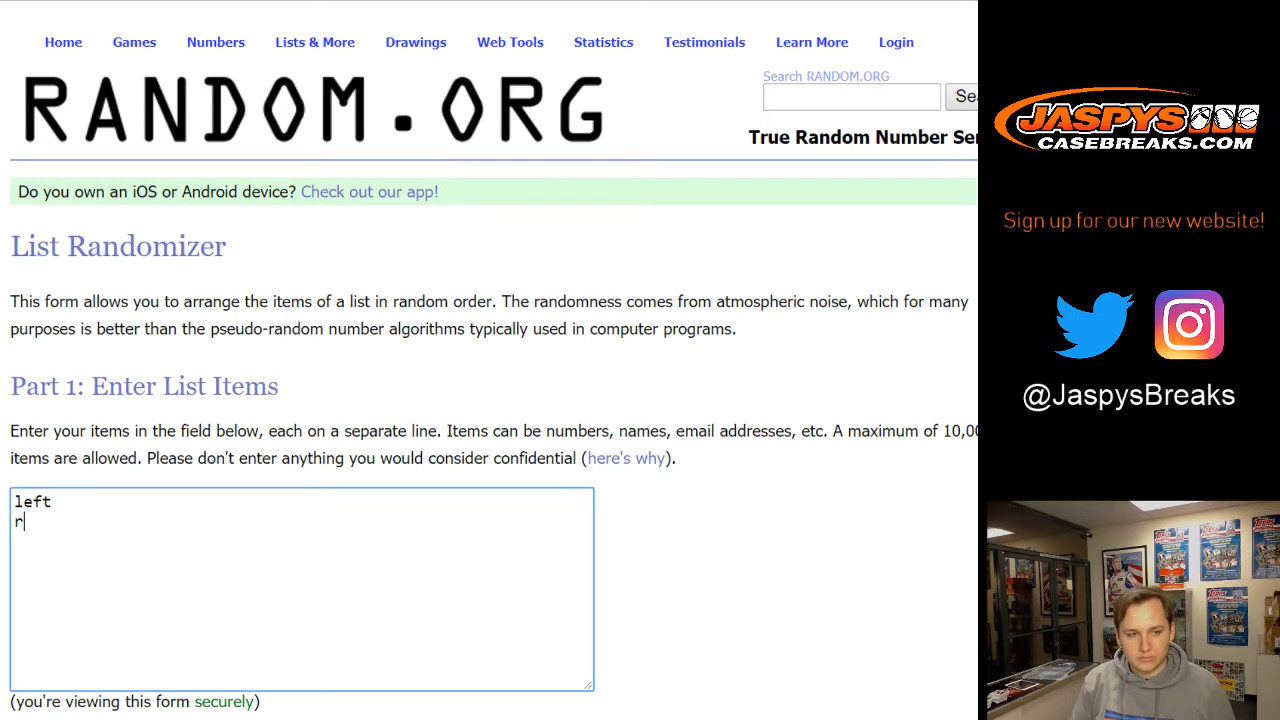 Home Games Numbers Lists & More Drawings Web Tools Statistics Testimonials Learn More Login
RANDOM.ORG
Search RANDOM.ORG
Sea
True Random Number Ser
Do you own an iOS or Android device? Check out our app!
List Randomizer
This form allows you to arrange the items of a list in random order. The randomness comes from atmospheric noise, which for many
purposes is better than the pseudo-random number algorithms typically used in computer programs.
Part 1: Enter List Items
Enter your items in the field below, each on a separate line. Items can be numbers, names, email addresses, etc. A maximum of 10,00
items are allowed. Please don't enter anything you would consider confidential (here's why).
left
r
(you're viewing this form securely)
JASPYS
CASEBREAKS.COM
Sign up for our new website!
@JaspysBreaks